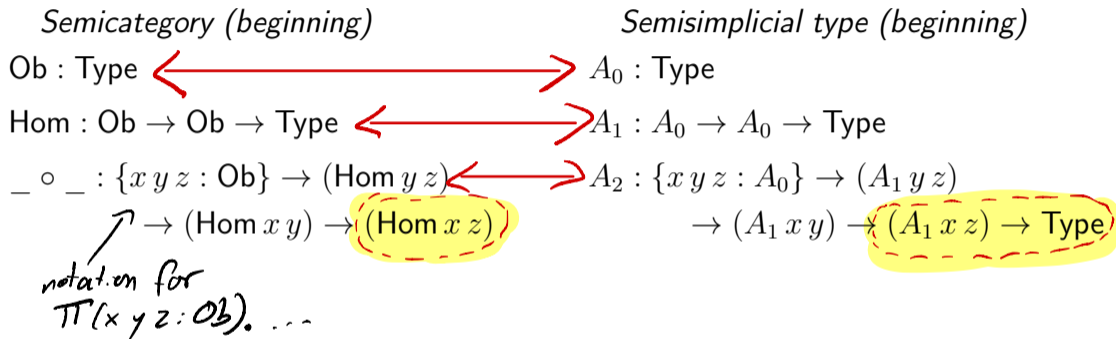 Semicategory (beginning)
Ob : Type
Hom : Ob → Ob → Type
_ ∘ _ : {x y z : Ob} → (Hom y z)
→ (Hom x y) → (Hom x z)
notation for
Π(x y z : Ob). ...
Semisimplicial type (beginning)
A₀ : Type
A₁ : A₀ → A₀ → Type
A₂ : {x y z : A₀} → (A₁ y z)
→ (A₁ x y) → (A₁ x z) → Type